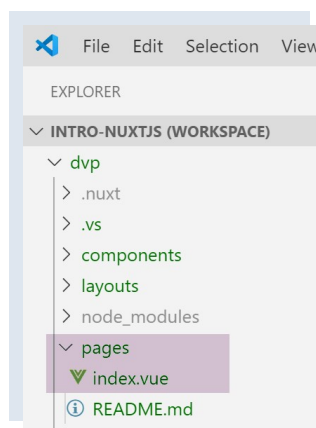 File Edit Selection View
EXPLORER
INTRO-NUXTJS (WORKSPACE)
dvp
.nuxt
.vs
components
layouts
node_modules
pages
index.vue
README.md